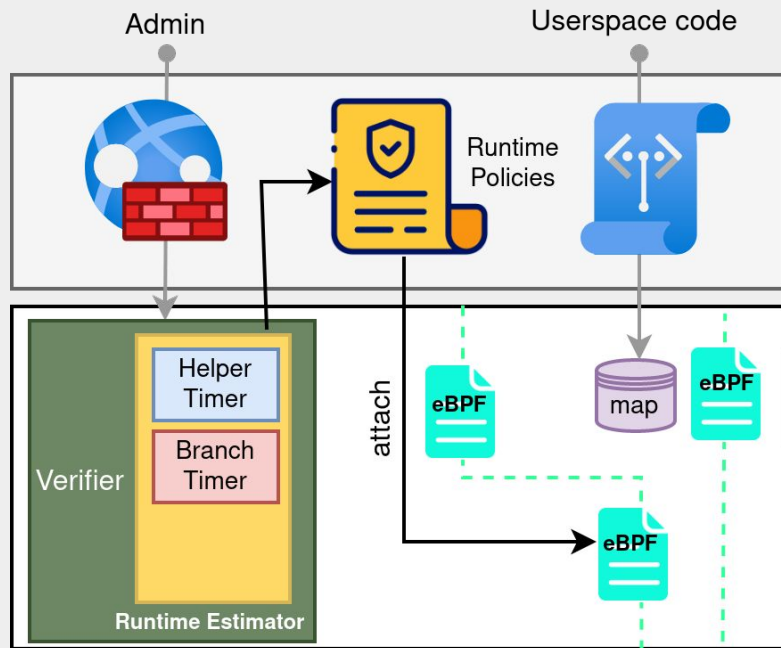 Admin
Userspace code
Runtime
Policies
Helper
Timer
Branch
Timer
Verifier
Runtime Estimator
attach
eBPF
map
eBPF
eBPF